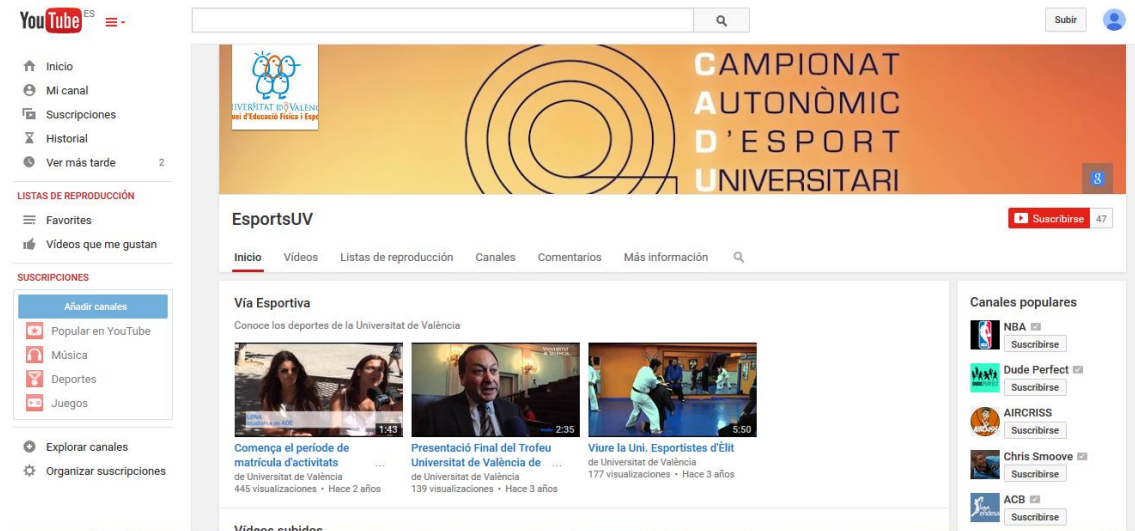 YouTube ES
Subir
Inicio
Mi canal
Suscripciones
Historial
Ver más tarde 2
LISTAS DE REPRODUCCIÓN
Favorites
Vídeos que me gustan
SUSCRIPCIONES
Añadir canales
Popular en YouTube
Música
Deportes
Juegos
Explorar canales
Organizar suscripciones
CAMPIONAT
AUTONÒMIC
D'ESPORT
UNIVERSITARI
8
EsportsUV
Suscribirse 47
Inicio Vídeos Listas de reproducción Canales Comentarios Más información
Vía Esportiva
Conoce los deportes de la Universitat de València
LENA
1:43
Comença el període de
matrícula d'activitats ...
de Universitat de València
445 visualizaciones • Hace 2 años
2:35
Presentació Final del Trofeu
Universitat de València de ...
de Universitat de València
139 visualizaciones • Hace 3 años
5:50
Viure la Uni. Esportistes d'Èlit
de Universitat de València
177 visualizaciones • Hace 3 años
Vídeos subidos
Canales populares
NBA
Suscribirse
Dude Perfect
Suscribirse
AIRCRISS
Suscribirse
Chris Smoove
Suscribirse
ACB
Suscribirse